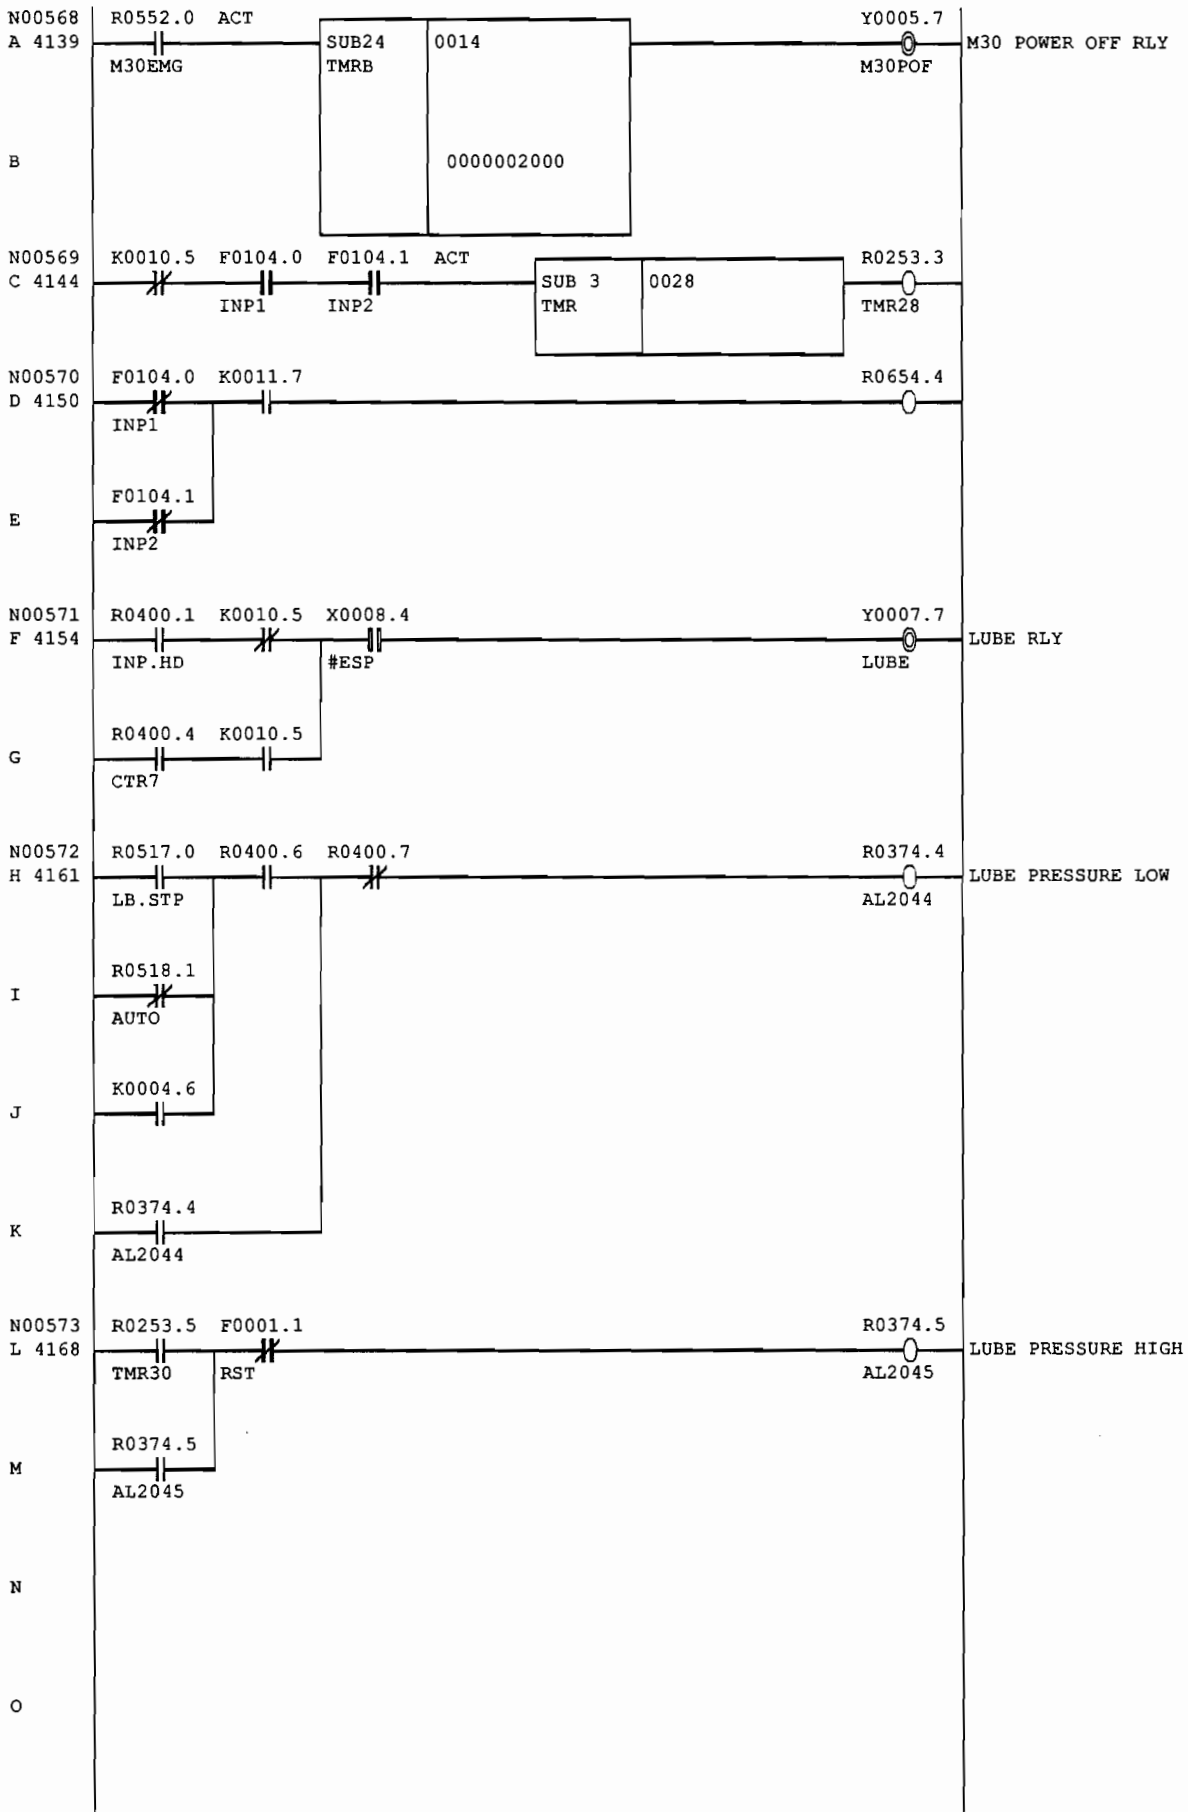 N00568 R0552.0 ACT Y0005.7
A 4139 SUB24 0014 M30 POWER OFF RLY
M30EMG TMRB M30POF
B 0000002000
N00569 K0010.5 F0104.0 F0104.1 ACT R0253.3
C 4144 SUB 3 0028
INP1 INP2 TMR TMR28
N00570 F0104.0 K0011.7 R0654.4
D 4150
INP1
F0104.1
E
INP2
N00571 R0400.1 K0010.5 X0008.4 Y0007.7
F 4154 LUBE RLY
INP.HD #ESP LUBE
R0400.4 K0010.5
G
CTR7
N00572 R0517.0 R0400.6 R0400.7 R0374.4
H 4161 LUBE PRESSURE LOW
LB.STP AL2044
R0518.1
I
AUTO
K0004.6
J
R0374.4
K
AL2044
N00573 R0253.5 F0001.1 R0374.5
L 4168 LUBE PRESSURE HIGH
TMR30 RST AL2045
R0374.5
M
AL2045
N
O